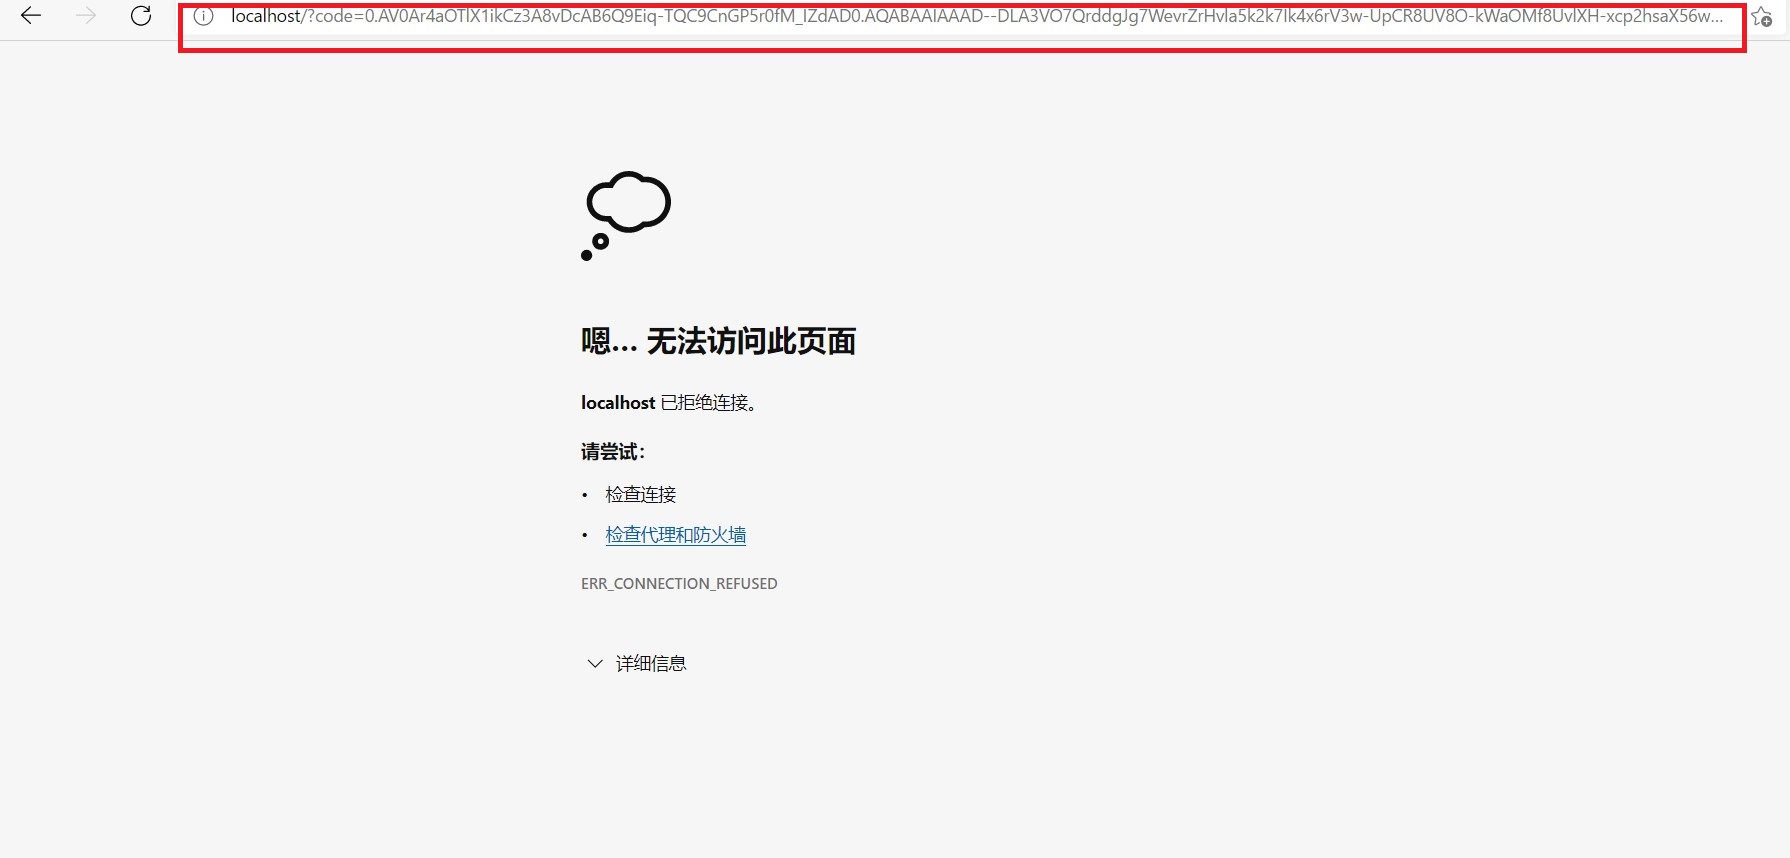 localhost/?code=0.AV0Ar4aOTlX1ikCz3A8vDcAB6Q9Eiq-TQC9CnGP5r0fM_IZdAD0.AQABAAIAAAD--DLA3VO7QrddgJg7WevrZrHvla5k2k7lk4x6rV3w-UpCR8UV8O-kWaOMf8UvlXH-xcp2hsaX56w...
嗯... 无法访问此页面
localhost 已拒绝连接。
请尝试：
• 检查连接
• 检查代理和防火墙
ERR_CONNECTION_REFUSED
详细信息